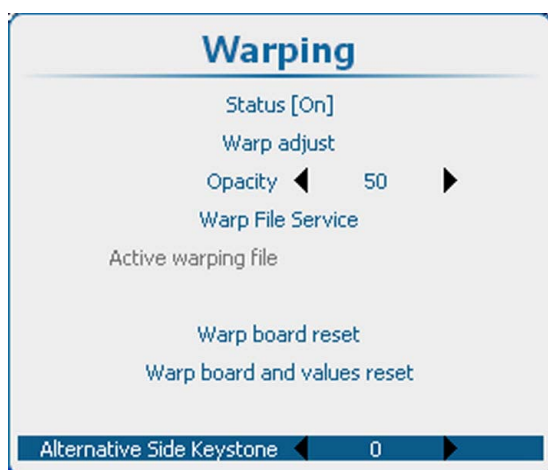 Warping
Status [On]
Warp adjust
Opacity 50
Warp File Service
Active warping file
Warp board reset
Warp board and values reset
Alternative Side Keystone 0